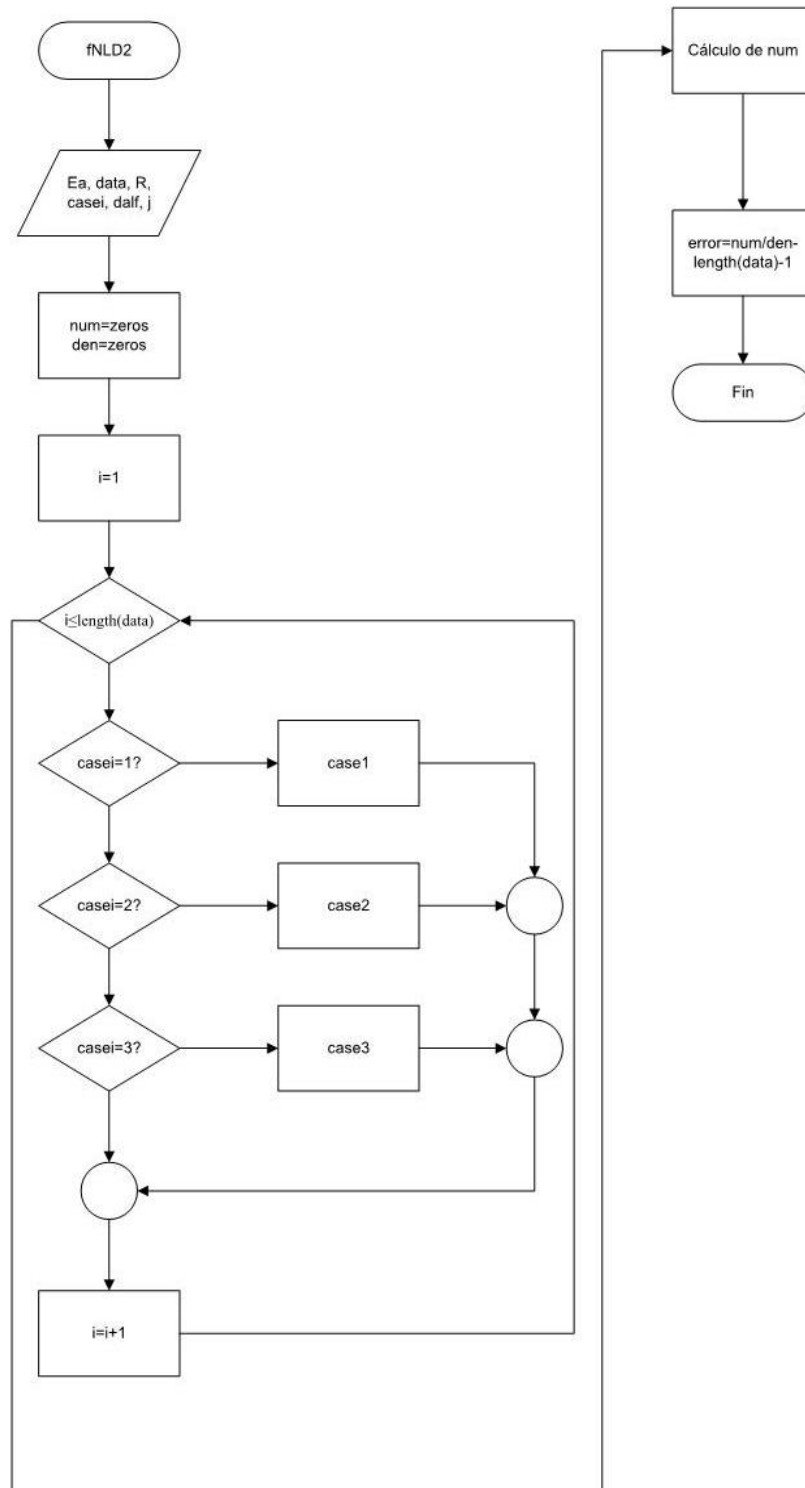 fNLD2
Ea, data, R,
casei, dalf, j
num=zeros
den=zeros
i=1
i≤length(data)
casei=1?
case1
casei=2?
case2
casei=3?
case3
i=i+1
Cálculo de num
error=num/den-
length(data)-1
Fin